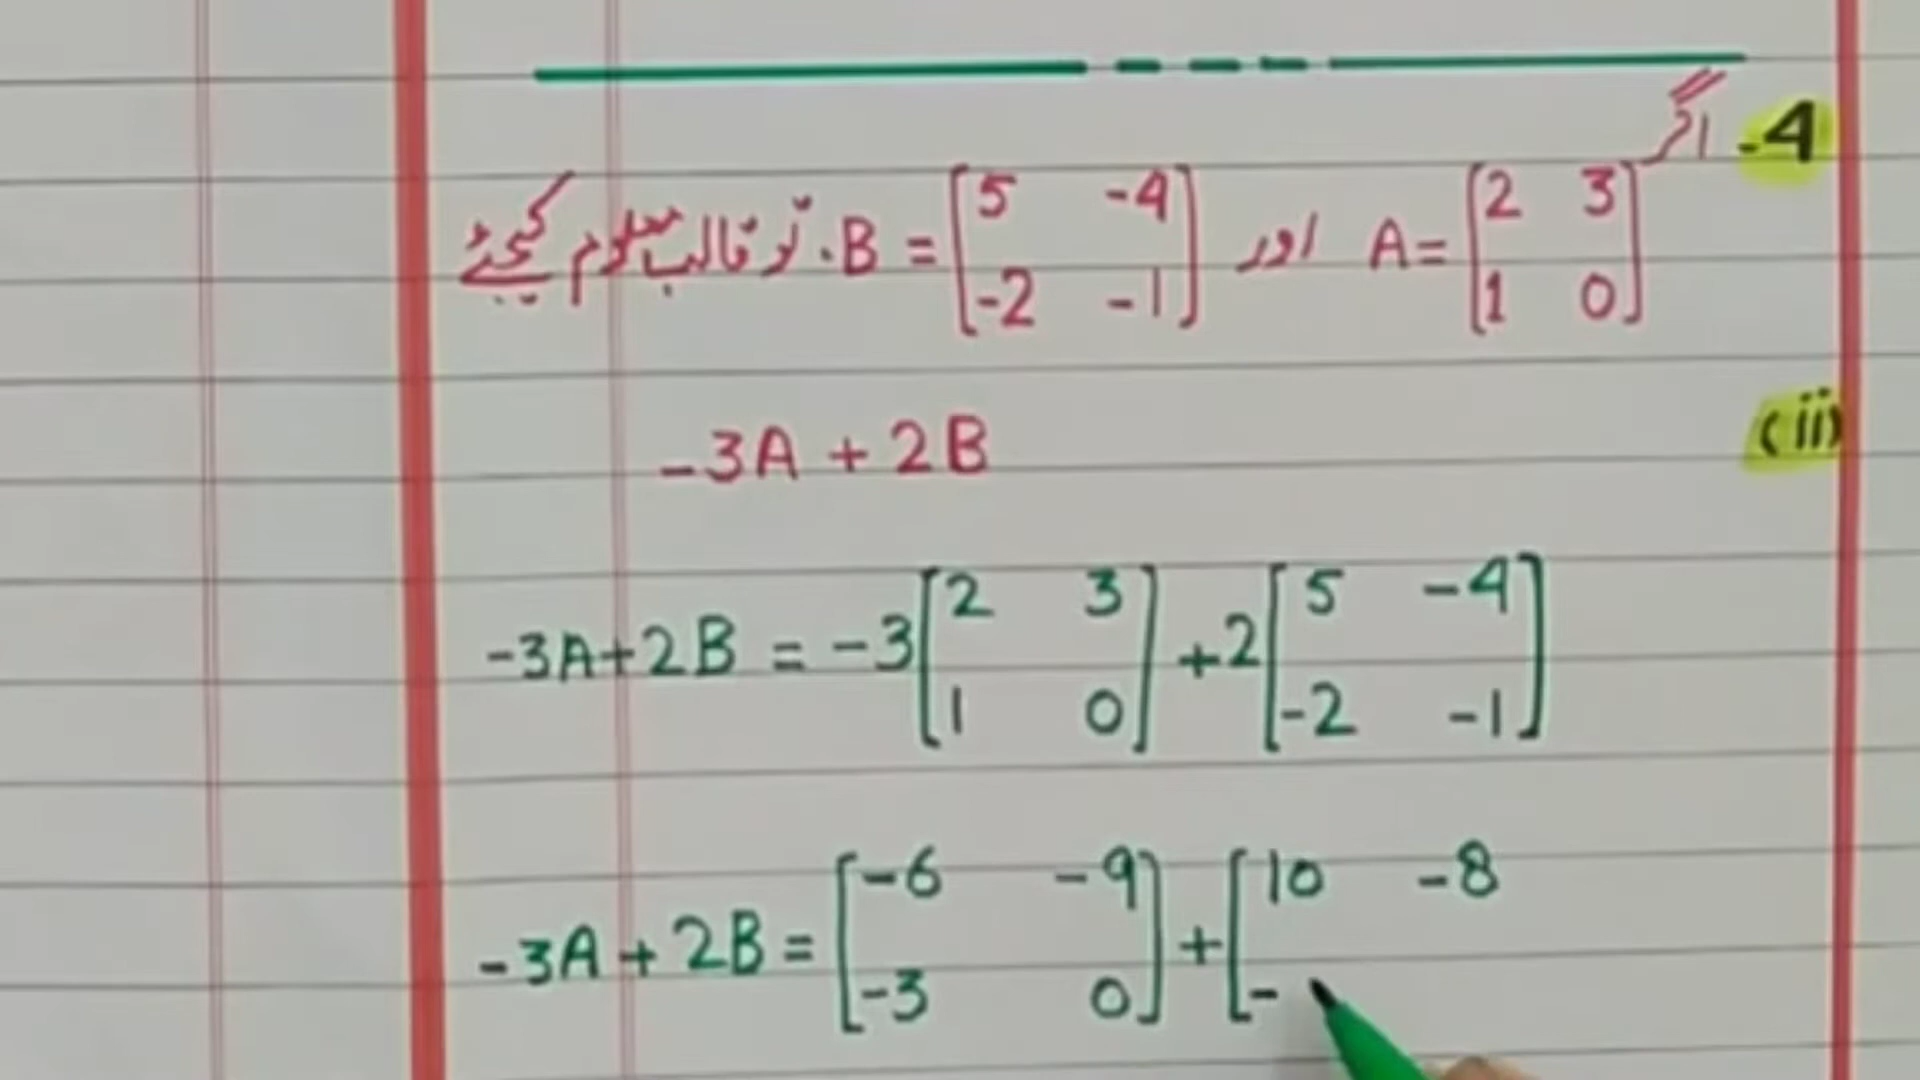 -4 اگر
A = [2 3 1 0] اور B = [5 -4 -2 -1] . تو قالب معلوم کیجئے
(ii) -3A + 2B
-3A+2B = -3[2 3 1 0] +2[5 -4 -2 -1]
-3A + 2B = [-6 -9 -3 0] + [10 -8 -